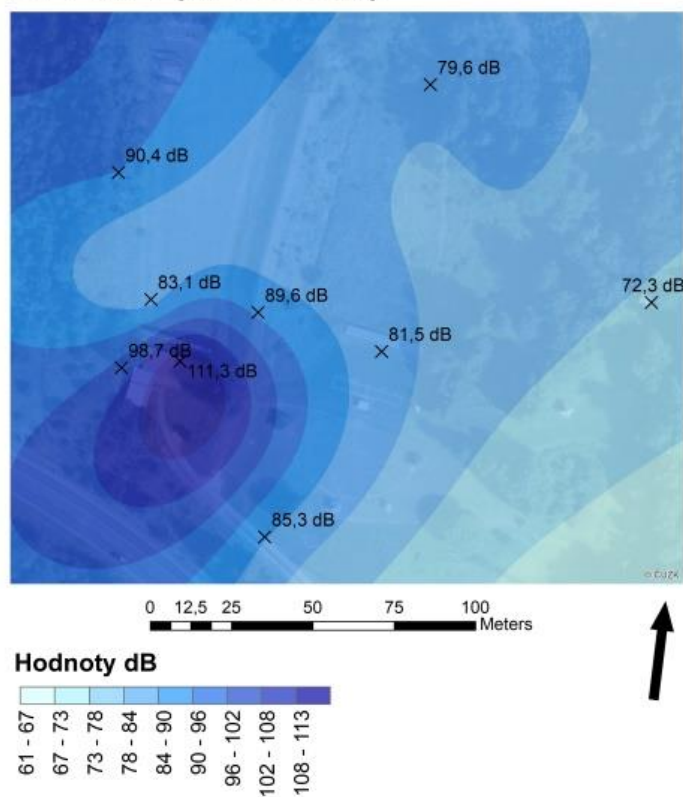 79,6 dB
90,4 dB
83,1 dB
89,6 dB
72,3 dB
81,5 dB
98,7 dB
111,3 dB
85,3 dB
© ČÚZK
0 12,5 25 50 75 100
Meters
Hodnoty dB
61 - 67
67 - 73
73 - 78
78 - 84
84 - 90
90 - 96
96 - 102
102 - 108
108 - 113